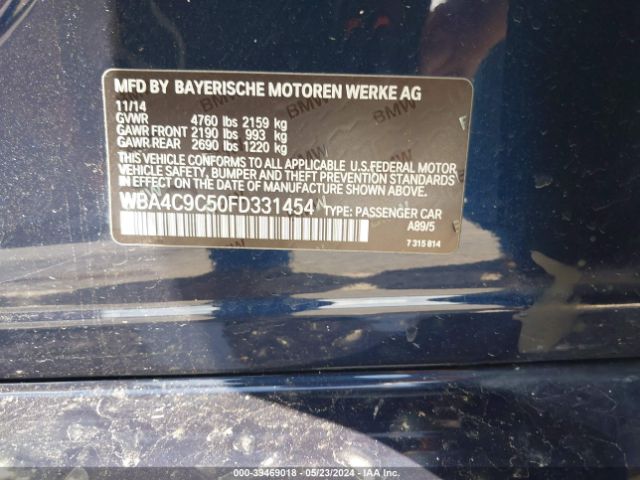 MFD BY BAYERISCHE MOTOREN WERKE AG
11/14
GVWR 4760 lbs 2159 kg
GAWR FRONT 2190 lbs 993 kg
GAWR REAR 2690 lbs 1220 kg
THIS VEHICLE CONFORMS TO ALL APPLICABLE U.S.FEDERAL MOTOR
VEHICLE SAFETY, BUMPER AND THEFT PREVENTION STANDARDS
IN EFFECT ON THE DATE OF MANUFACTURE SHOWN ABOVE.
WBA4C9C50FD331454 TYPE: PASSENGER CAR
A89/5
7 315 814
000-39469018 - 05/23/2024 - IAA Inc.